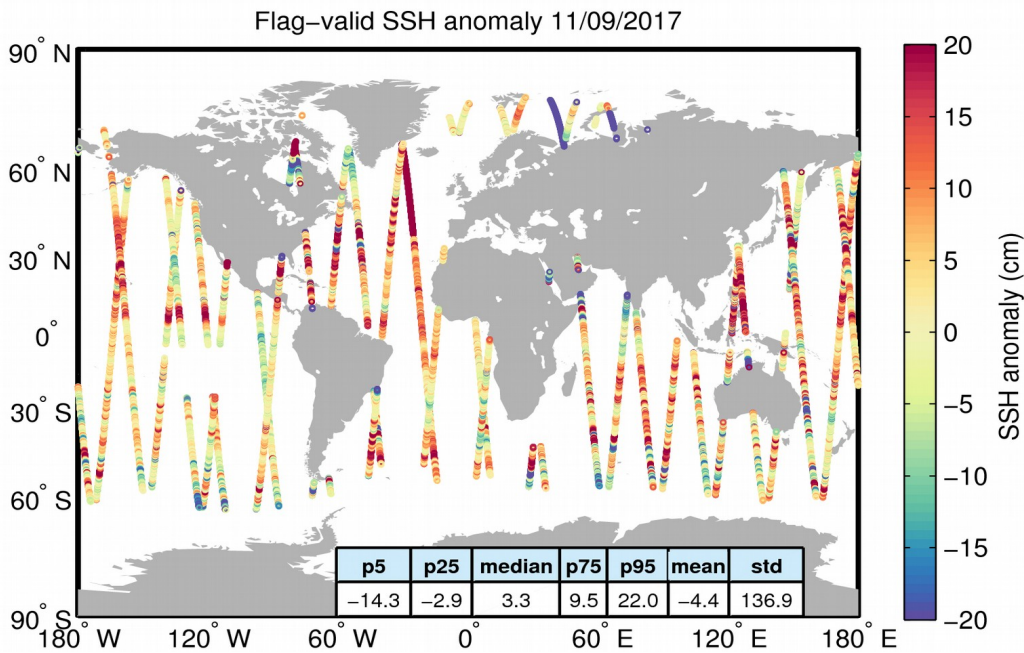 Flag−valid SSH anomaly 11/09/2017
90° N
60° N
30° N
0°
30° S
60° S
90° S
180° W 120° W 60° W 0° 60° E 120° E 180° E
p5 p25 median p75 p95 mean std
−14.3 −2.9 3.3 9.5 22.0 −4.4 136.9
20
15
10
5
0
−5
−10
−15
−20
SSH anomaly (cm)